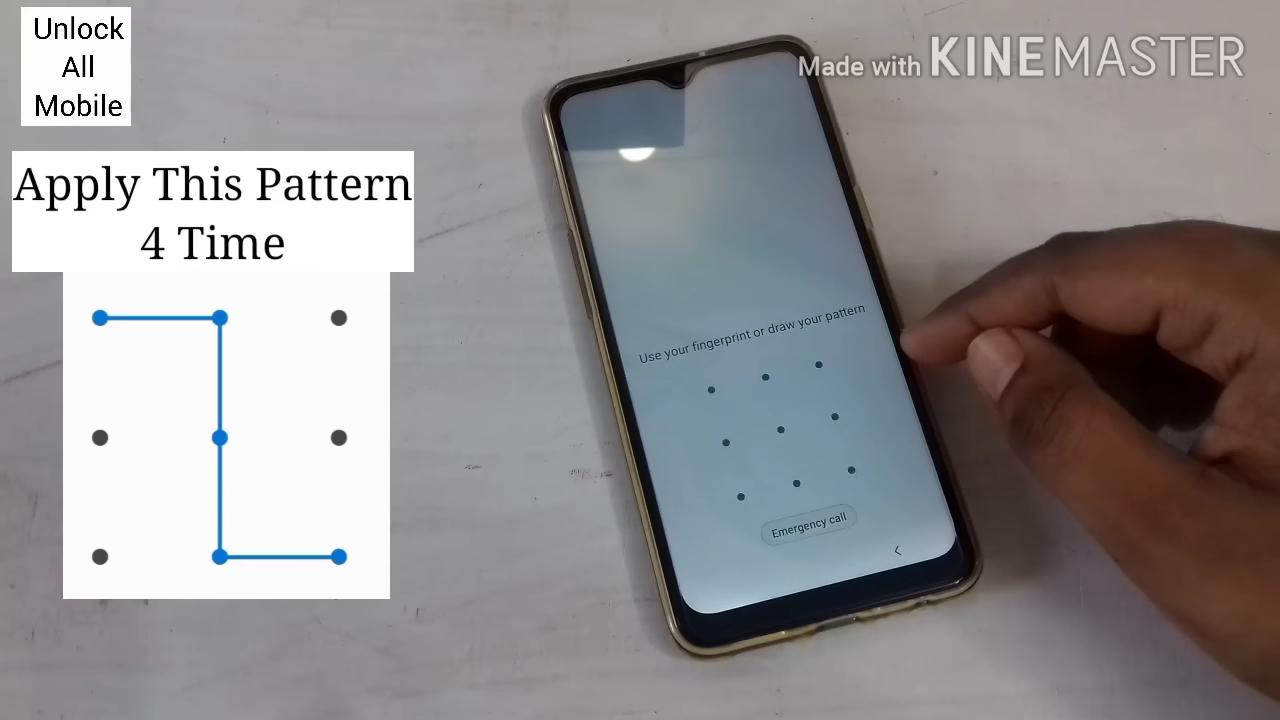 Unlock
All
Mobile
Made with KINEMASTER
Apply This Pattern
4 Time
Use your fingerprint or draw your pattern
Emergency call